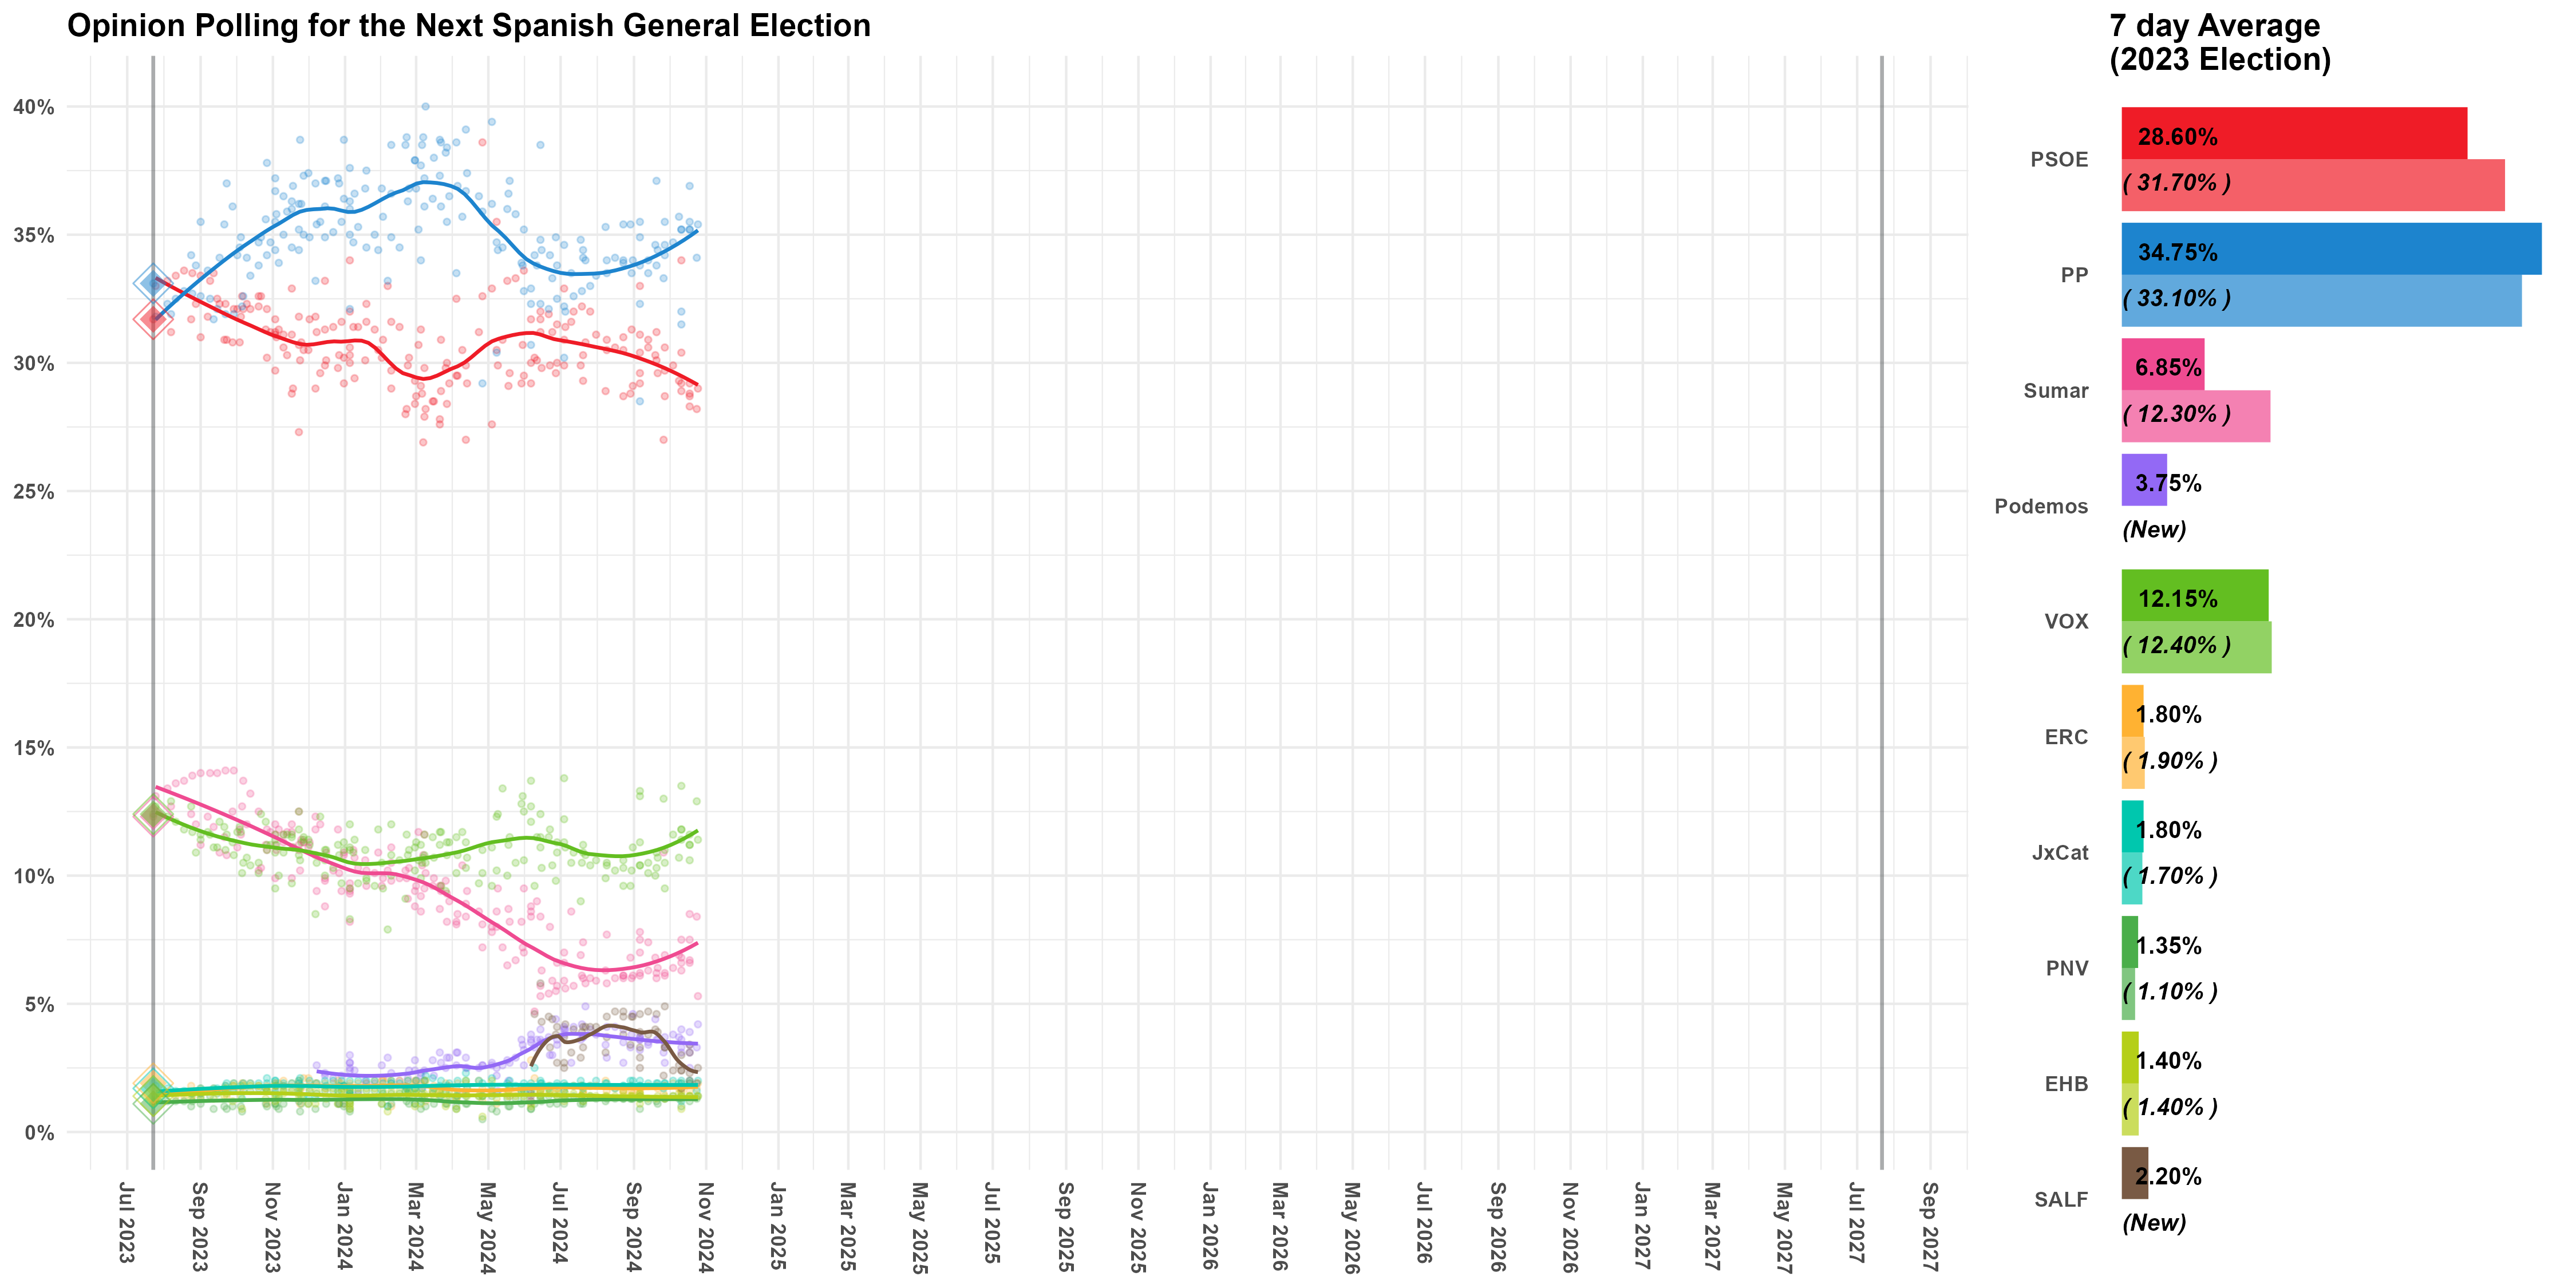 Opinion Polling for the Next Spanish General Election
40%
35%
30%
25%
20%
15%
10%
5%
0%
Jul 2023
Sep 2023
Nov 2023
Jan 2024
Mar 2024
May 2024
Jul 2024
Sep 2024
Nov 2024
Jan 2025
Mar 2025
May 2025
Jul 2025
Sep 2025
Nov 2025
Jan 2026
Mar 2026
May 2026
Jul 2026
Sep 2026
Nov 2026
Jan 2027
Mar 2027
May 2027
Jul 2027
Sep 2027
7 day Average
(2023 Election)
PSOE
28.60%
( 31.70% )
PP
34.75%
( 33.10% )
Sumar
6.85%
( 12.30% )
Podemos
3.75%
(New)
VOX
12.15%
( 12.40% )
ERC
1.80%
( 1.90% )
JxCat
1.80%
( 1.70% )
PNV
1.35%
( 1.10% )
EHB
1.40%
( 1.40% )
SALF
2.20%
(New)